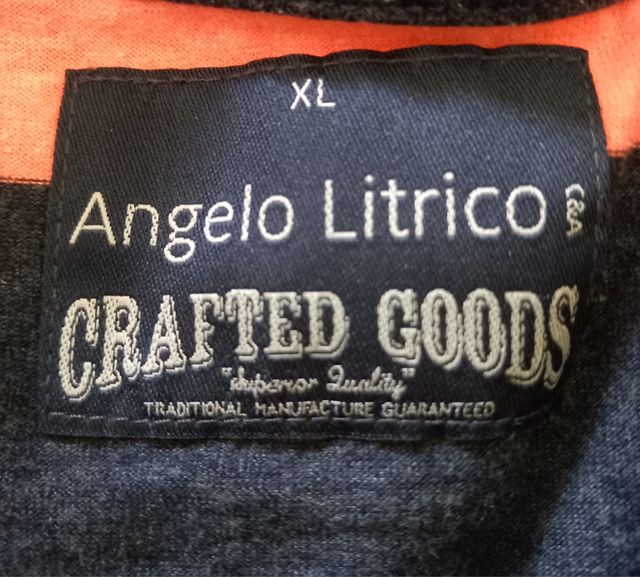 XL
Angelo Litrico C&A
CRAFTED GOODS
"Superior Quality"
TRADITIONAL MANUFACTURE GUARANTEED